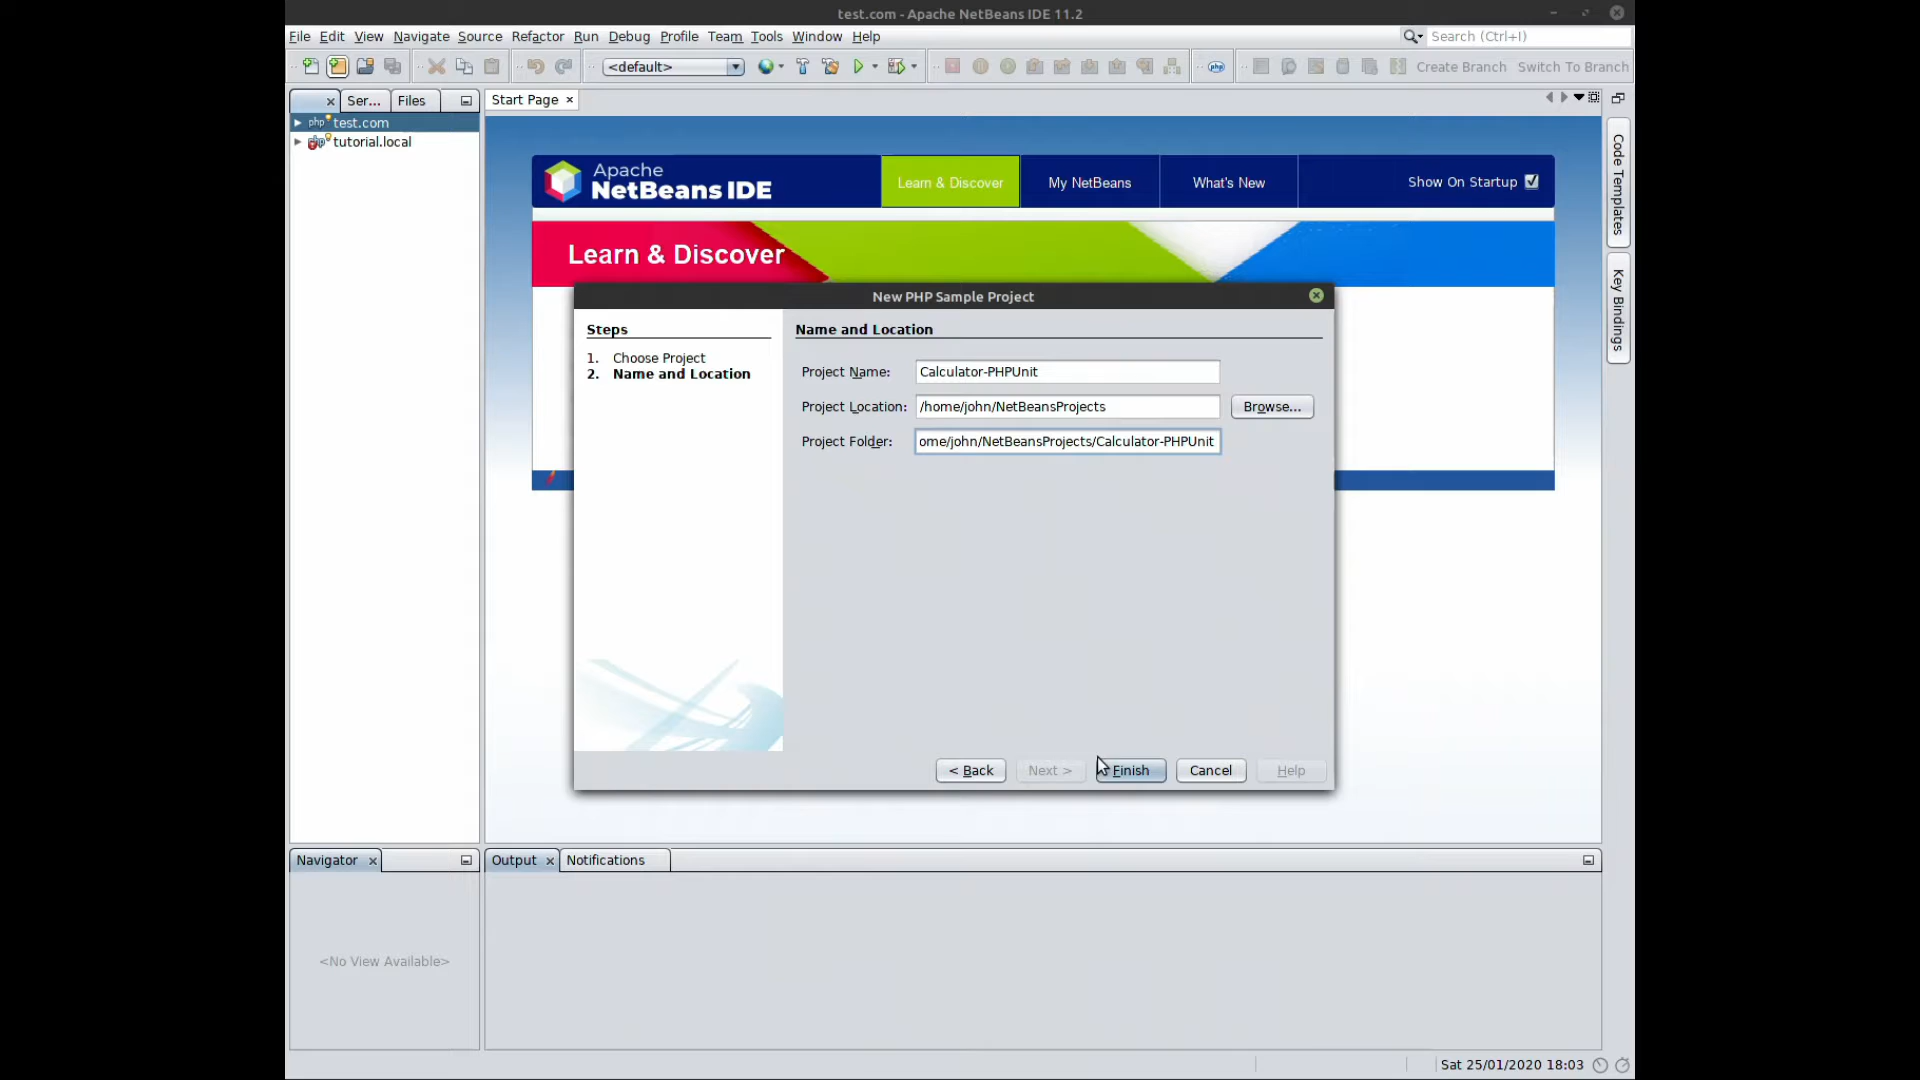 test.com - Apache NetBeans IDE 11.2
File Edit View Navigate Source Refactor Run Debug Profile Team Tools Window Help
Search (Ctrl+I)
<default>
php
Create Branch Switch To Branch
Ser... Files
Start Page
php test.com
tutorial.local
Apache
NetBeans IDE
Learn & Discover
My NetBeans
What's New
Show On Startup
Learn & Discover
Code Templates
Key Bindings
New PHP Sample Project
Steps
1. Choose Project
2. Name and Location
Name and Location
Project Name: Calculator-PHPUnit
Project Location: /home/john/NetBeansProjects Browse...
Project Folder: ome/john/NetBeansProjects/Calculator-PHPUnit
< Back Next > Finish Cancel Help
Navigator
Output
Notifications
<No View Available>
Sat 25/01/2020 18:03